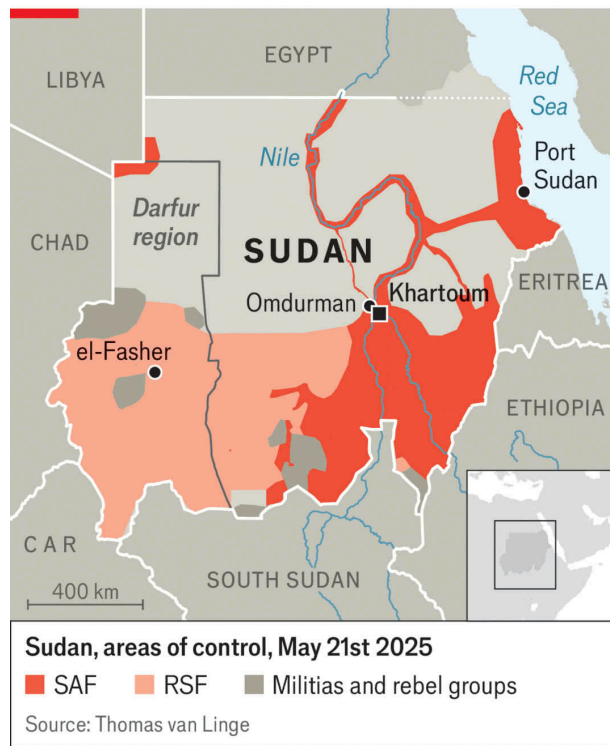 LIBYA
EGYPT
Red
Sea
Nile
Port
Sudan
Darfur
region
CHAD
SUDAN
ERITREA
Omdurman
Khartoum
el-Fasher
ETHIOPIA
CAR
400 km
SOUTH SUDAN
Sudan, areas of control, May 21st 2025
SAF RSF Militias and rebel groups
Source: Thomas van Linge